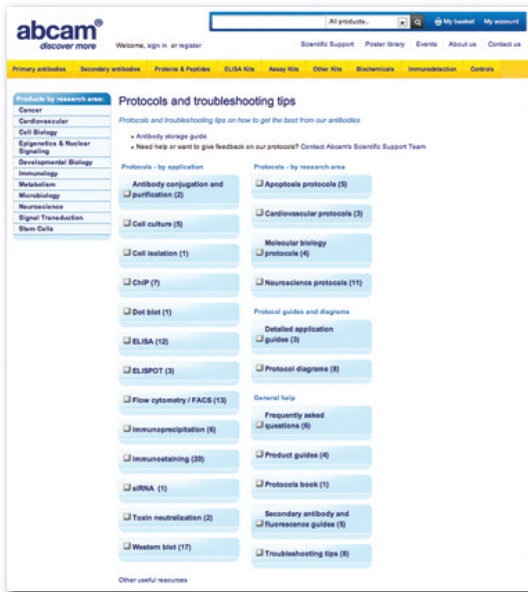 abcam®
discover more
Welcome, sign in or register
All products..
My basket My account
Scientific Support Poster library Events About us Contact us
Primary antibodies Secondary antibodies Proteins & Peptides ELISA Kits Assay Kits Other Kits Biochemicals Immunodetection Controls
Products by research area:
Cancer
Cardiovascular
Cell Biology
Epigenetics & Nuclear
Signaling
Developmental Biology
Immunology
Metabolism
Microbiology
Neuroscience
Signal Transduction
Stem Cells
Protocols and troubleshooting tips
Protocols and troubleshooting tips on how to get the best from our antibodies
• Antibody storage guide
• Need help or want to give feedback on our protocols? Contact Abcam's Scientific Support Team
Protocols - by application
Antibody conjugation and
purification (2)
Cell culture (5)
Cell isolation (1)
ChIP (7)
Dot blot (1)
ELISA (12)
ELISPOT (3)
Flow cytometry / FACS (13)
Immunoprecipitation (6)
Immunostaining (20)
siRNA (1)
Toxin neutralization (2)
Western blot (17)
Protocols - by research area
Apoptosis protocols (5)
Cardiovascular protocols (3)
Molecular biology
protocols (4)
Neuroscience protocols (11)
Protocol guides and diagrams
Detailed application
guides (3)
Protocol diagrams (8)
General help
Frequently asked
questions (6)
Product guides (4)
Protocols book (1)
Secondary antibody and
fluorescence guides (5)
Troubleshooting tips (8)
Other useful resources